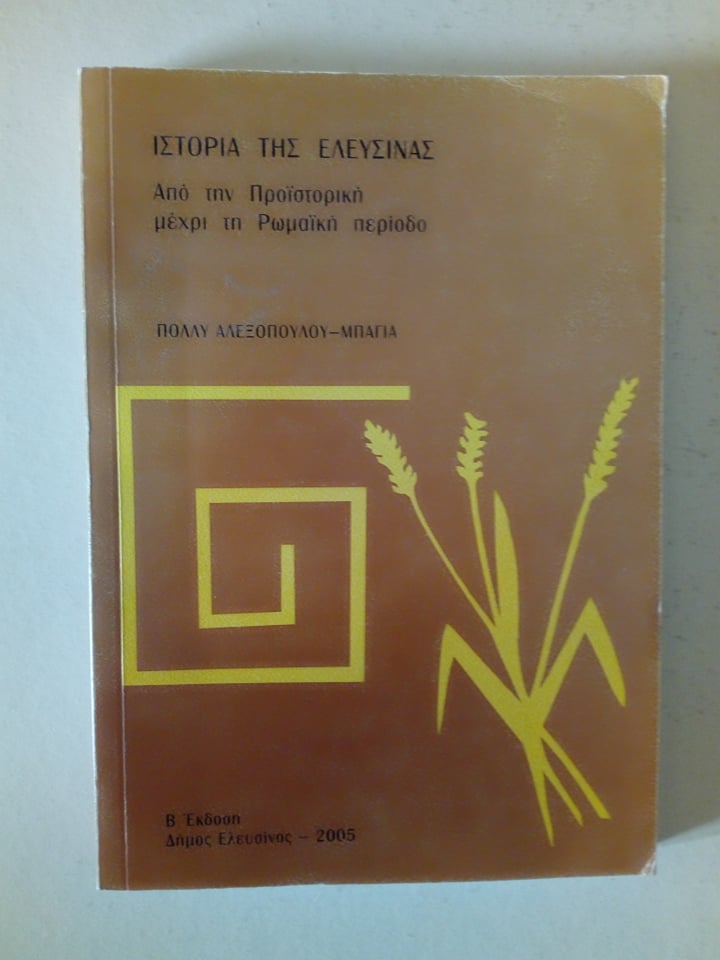 ΙΣΤΟΡΙΑ ΤΗΣ ΕΛΕΥΣΙΝΑΣ
Από την Προϊστορική
μέχρι τη Ρωμαϊκή περίοδο
ΠΟΛΛΥ ΑΛΕΞΟΠΟΥΛΟΥ–ΜΠΑΓΙΑ
Β Έκδοση
Δήμος Ελευσίνος – 2005